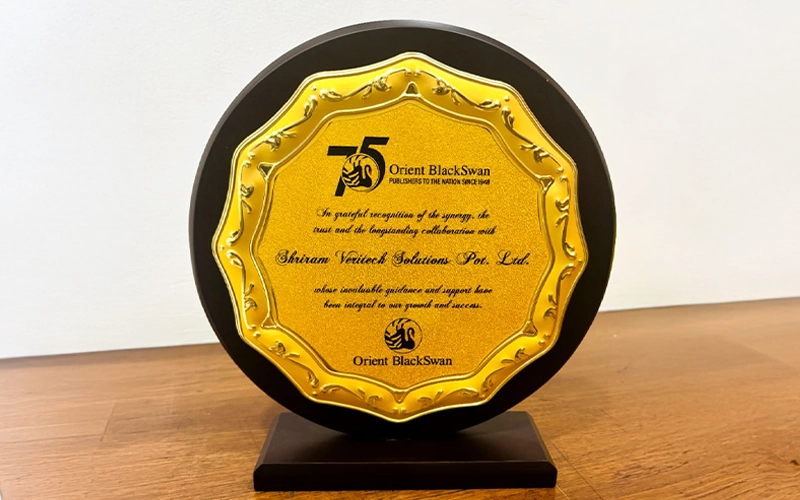 75 Orient BlackSwan
PUBLISHERS TO THE NATION SINCE 1948
In grateful recognition of the synergy, the
trust and the longstanding collaboration with
Shriram Veritech Solutions Pvt. Ltd.
whose invaluable guidance and support have
been integral to our growth and success.
Orient BlackSwan